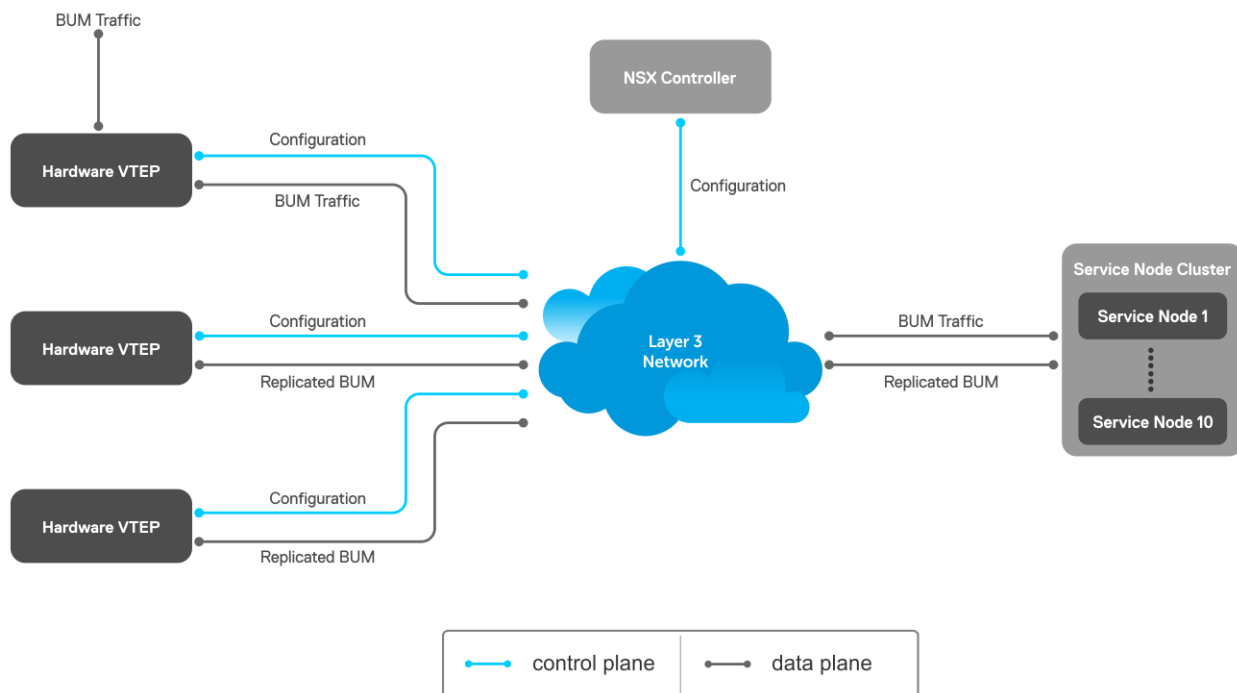 BUM Traffic
NSX Controller
Hardware VTEP
Configuration
BUM Traffic
Configuration
Service Node Cluster
Service Node 1
Service Node 10
Hardware VTEP
Configuration
Replicated BUM
Layer 3
Network
BUM Traffic
Replicated BUM
Hardware VTEP
Configuration
Replicated BUM
control plane
data plane